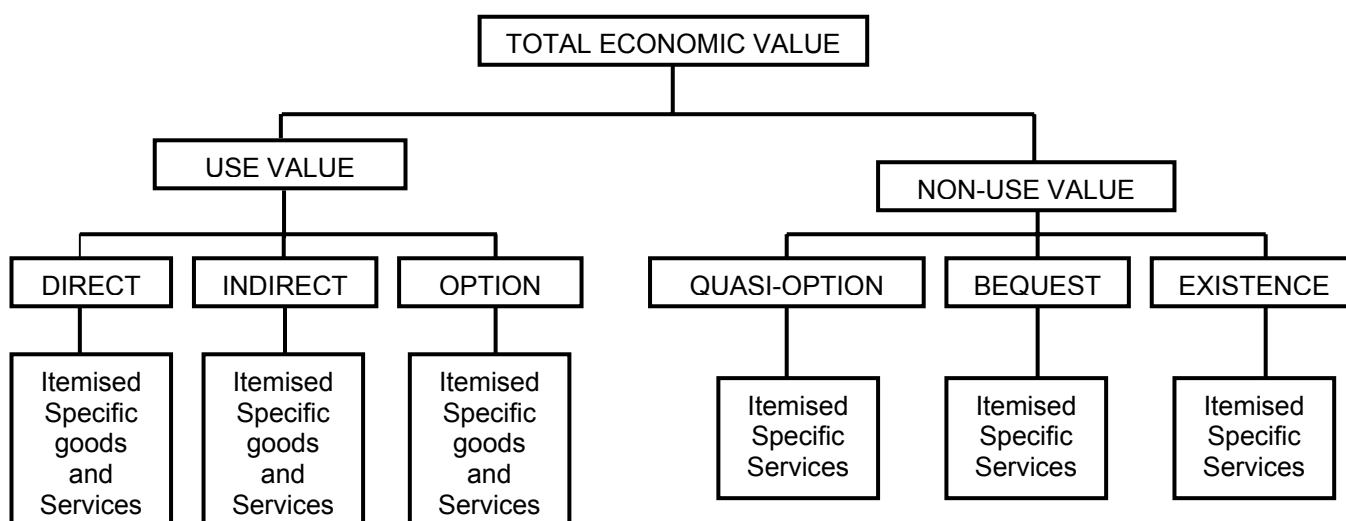 TOTAL ECONOMIC VALUE
USE VALUE
NON-USE VALUE
DIRECT
INDIRECT
OPTION
QUASI-OPTION
BEQUEST
EXISTENCE
Itemised
Specific
goods
and
Services
Itemised
Specific
goods
and
Services
Itemised
Specific
goods
and
Services
Itemised
Specific
Services
Itemised
Specific
Services
Itemised
Specific
Services